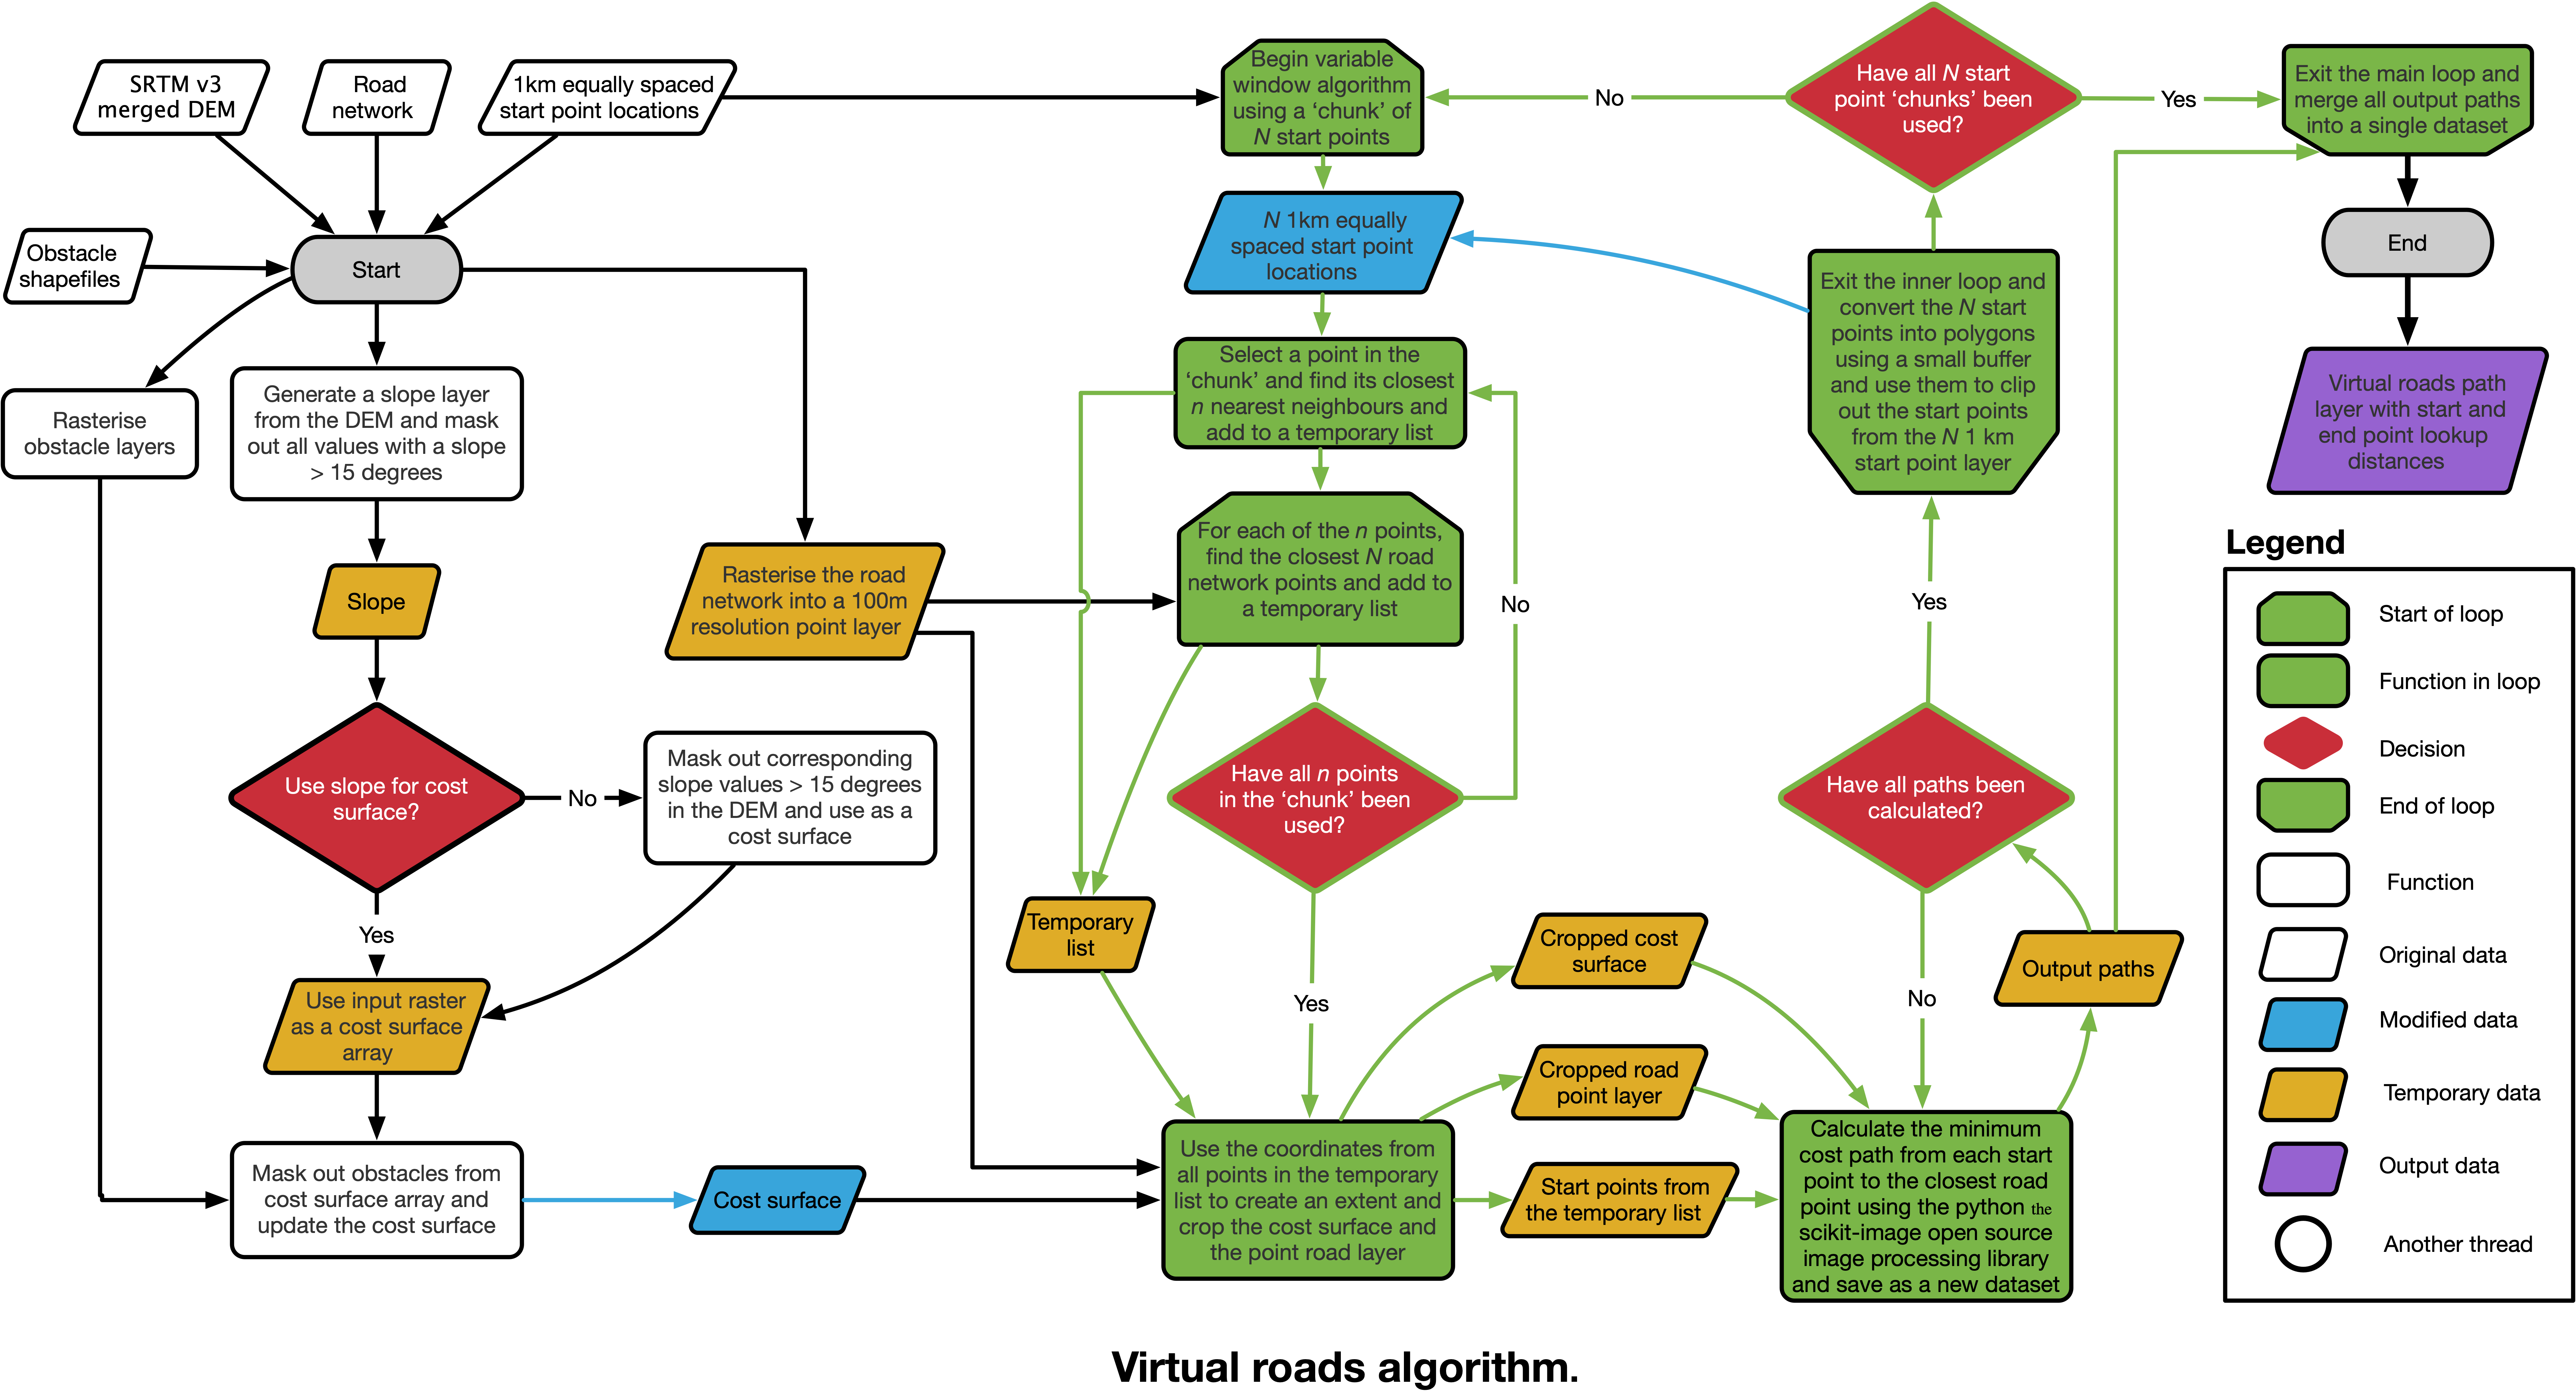 SRTM v3
merged DEM
Road
network
1km equally spaced
start point locations
Obstacle
shapefiles
Start
Rasterise
obstacle layers
Generate a slope layer
from the DEM and mask
out all values with a slope
> 15 degrees
Slope
Use slope for cost
surface?
No
Mask out corresponding
slope values > 15 degrees
in the DEM and use as a
cost surface
Yes
Use input raster
as a cost surface
array
Mask out obstacles from
cost surface array and
update the cost surface
Cost surface
Rasterise the road
network into a 100m
resolution point layer
Begin variable
window algorithm
using a ‘chunk’ of
N start points
N 1km equally
spaced start point
locations
Select a point in the
‘chunk’ and find its closest
n nearest neighbours and
add to a temporary list
For each of the n points,
find the closest N road
network points and add to
a temporary list
No
Have all n points
in the ‘chunk’ been
used?
Temporary
list
Yes
Use the coordinates from
all points in the temporary
list to create an extent and
crop the cost surface and
the point road layer
Cropped cost
surface
Cropped road
point layer
Start points from
the temporary list
Calculate the minimum
cost path from each start
point to the closest road
point using the python the
scikit-image open source
image processing library
and save as a new dataset
Output paths
No
Have all paths been
calculated?
Yes
Exit the inner loop and
convert the N start
points into polygons
using a small buffer
and use them to clip
out the start points
from the N 1 km
start point layer
Have all N start
point ‘chunks’ been
used?
No
Yes
Exit the main loop and
merge all output paths
into a single dataset
End
Virtual roads path
layer with start and
end point lookup
distances
Legend
Start of loop
Function in loop
Decision
End of loop
Function
Original data
Modified data
Temporary data
Output data
Another thread
Virtual roads algorithm.